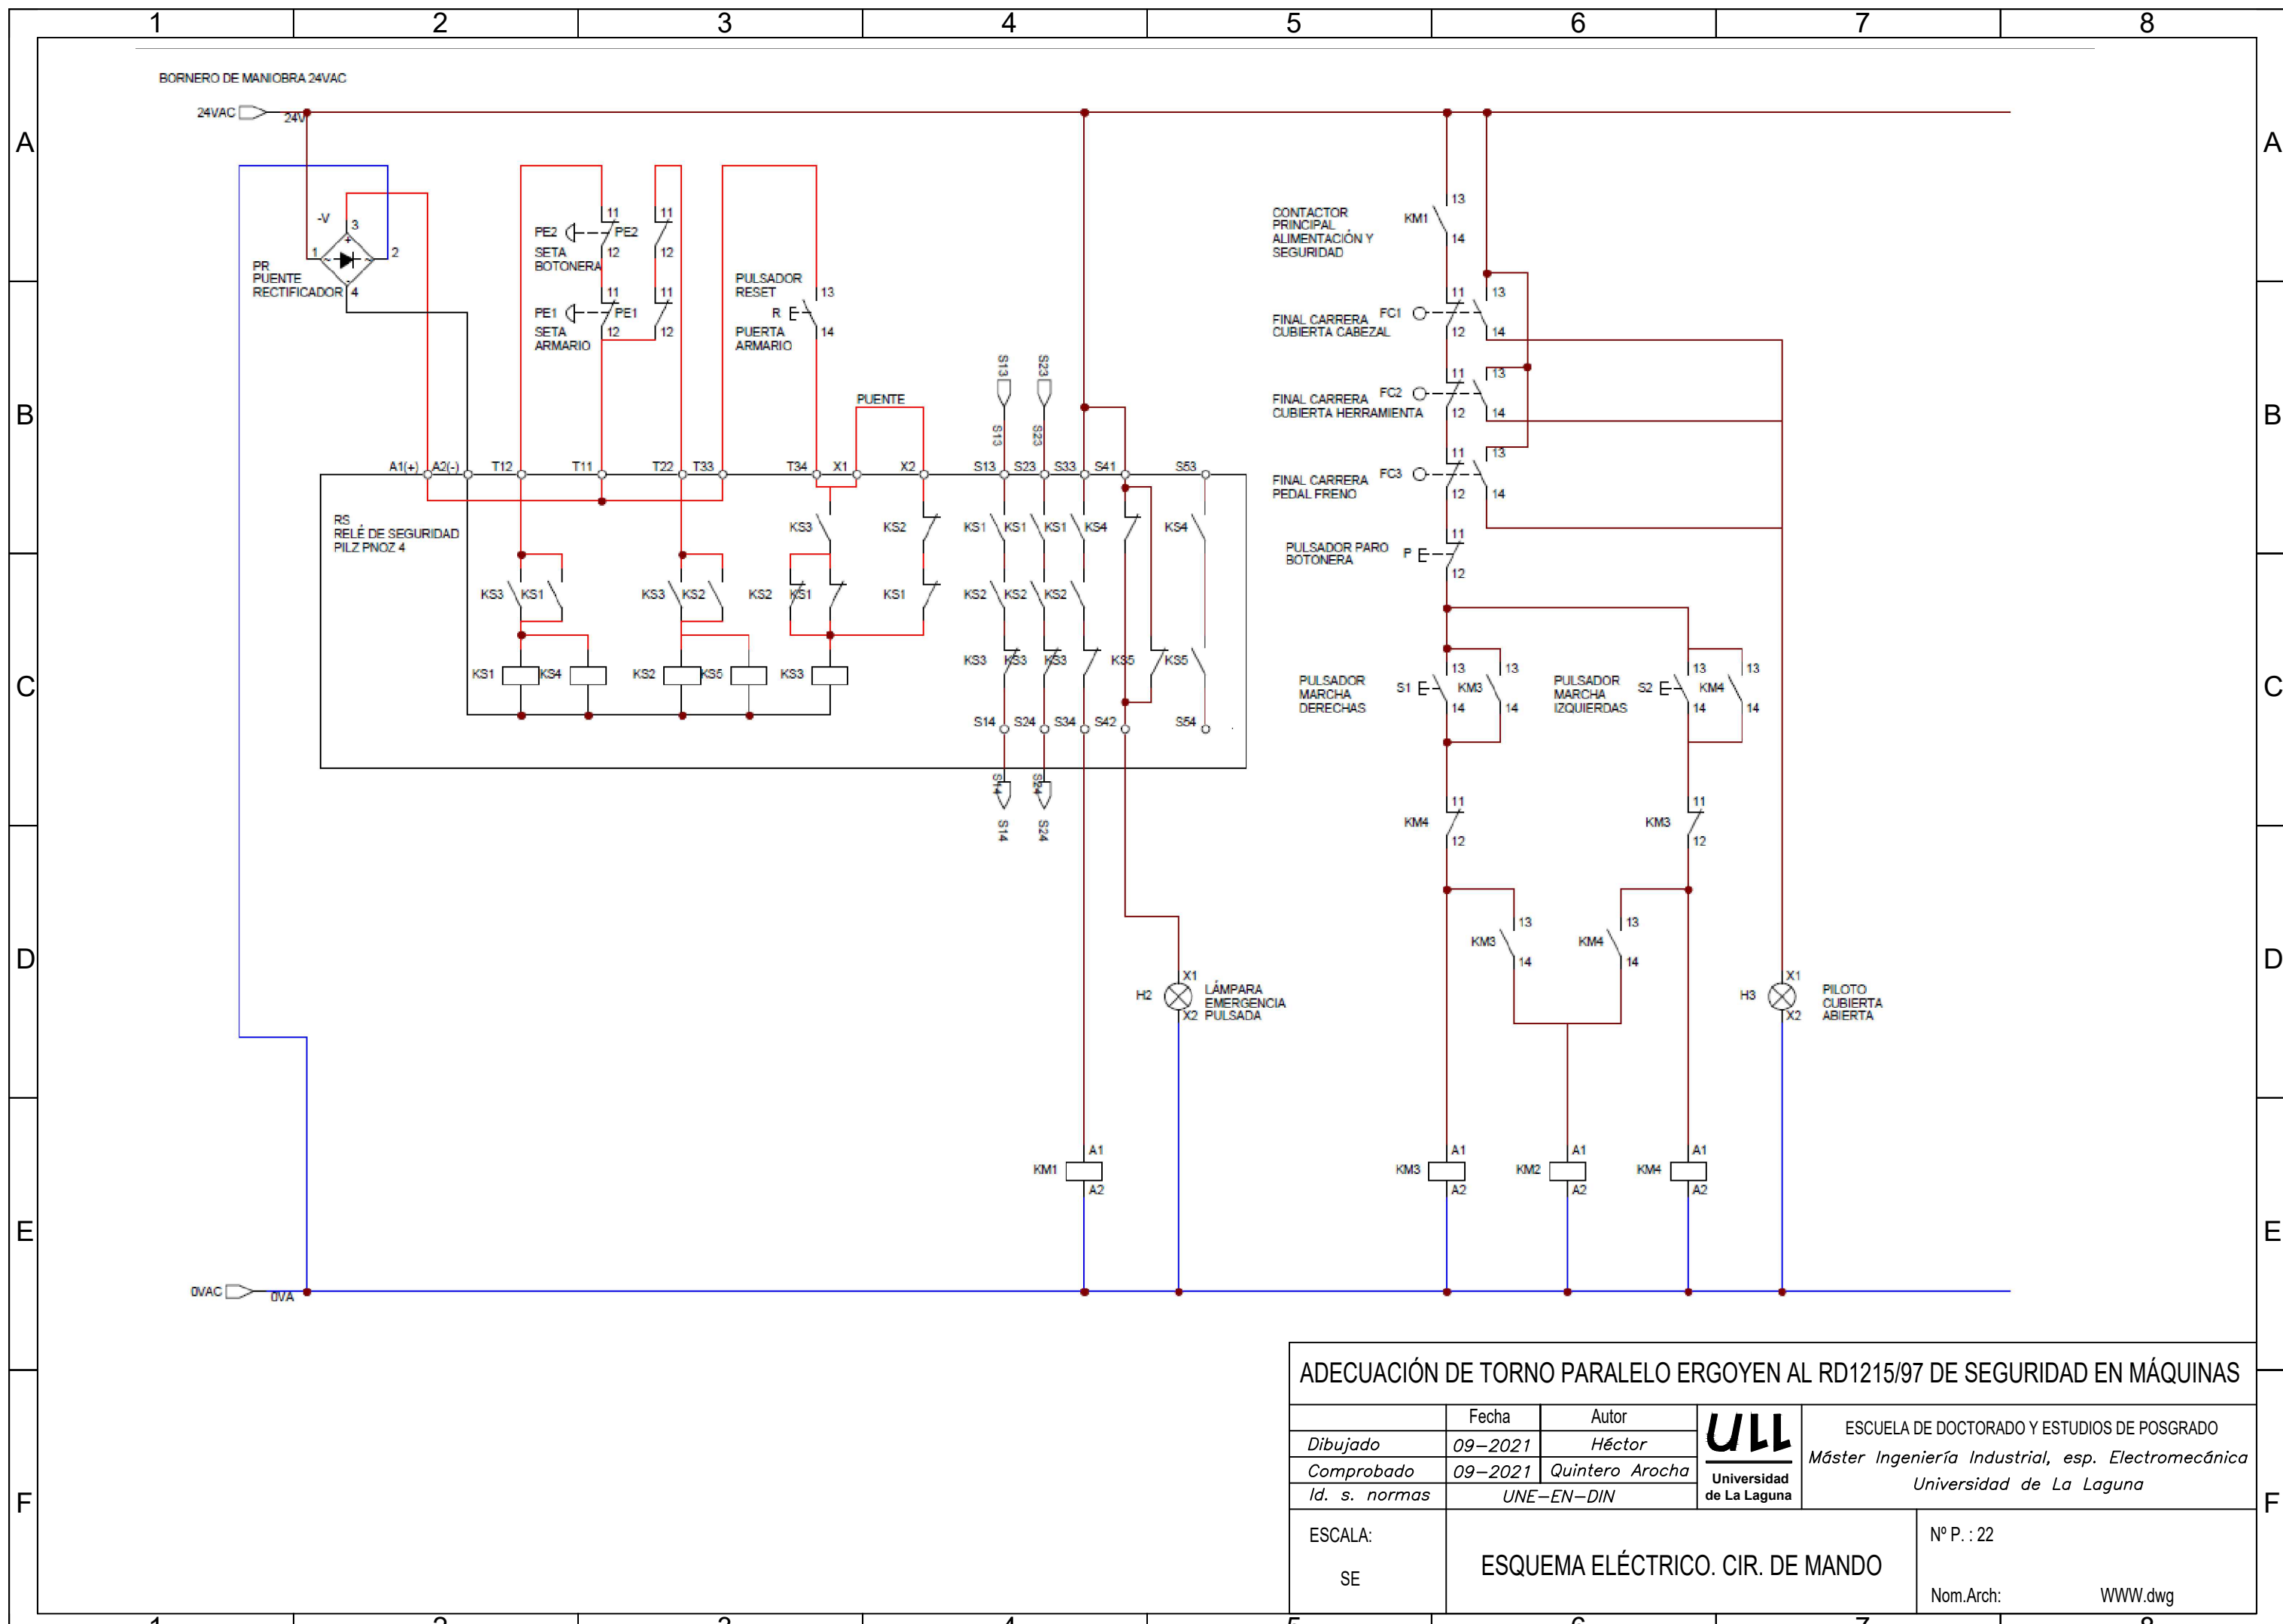 1 2 3 4 5 6 7 8
BORNERO DE MANIOBRA 24VAC
24VAC
24V
A
A
-V
3
1
2
4
PR
PUENTE
RECTIFICADOR
PE2
11
PE2
12
11
12
SETA
BOTONERA
PE1
11
PE1
12
11
12
SETA
ARMARIO
PULSADOR
RESET
R
13
14
PUERTA
ARMARIO
PUENTE
S13
S23
S13
S23
B
B
A1(+) A2(-) T12 T11 T22 T33 T34 X1 X2 S13 S23 S33 S41 S53
RS
RELÉ DE SEGURIDAD
PILZ PNOZ 4
KS3 KS2 KS1 KS1 KS4 KS4
KS3 KS1 KS3 KS2 KS2 KS1 KS1 KS2 KS2 KS2
KS3 KS3 KS3 KS5 KS5
KS1 KS4 KS2 KS5 KS3
S14 S24 S34 S42 S54
S14
S24
S14
S24
C
C
CONTACTOR
PRINCIPAL
ALIMENTACIÓN Y
SEGURIDAD
KM1
13
14
FINAL CARRERA
CUBIERTA CABEZAL
FC1
11
12
13
14
FINAL CARRERA
CUBIERTA HERRAMIENTA
FC2
11
12
13
14
FINAL CARRERA
PEDAL FRENO
FC3
11
12
13
14
PULSADOR PARO
BOTONERA
P
11
12
PULSADOR
MARCHA
DERECHAS
S1
13
14
KM3
13
14
PULSADOR
MARCHA
IZQUIERDAS
S2
13
14
KM4
13
14
KM4
11
12
KM3
11
12
D
D
KM3
13
14
KM4
13
14
H2
X1
X2
LÁMPARA
EMERGENCIA
PULSADA
H3
X1
X2
PILOTO
CUBIERTA
ABIERTA
KM1
A1
A2
KM3
A1
A2
KM2
A1
A2
KM4
A1
A2
E
E
0VAC
0VA
ADECUACIÓN DE TORNO PARALELO ERGOYEN AL RD1215/97 DE SEGURIDAD EN MÁQUINAS
Fecha Autor
Dibujado 09-2021 Héctor
Comprobado 09-2021 Quintero Arocha
Id. s. normas UNE-EN-DIN
ULL
Universidad
de La Laguna
ESCUELA DE DOCTORADO Y ESTUDIOS DE POSGRADO
Máster Ingeniería Industrial, esp. Electromecánica
Universidad de La Laguna
F
F
ESCALA:
SE
ESQUEMA ELÉCTRICO. CIR. DE MANDO
Nº P. : 22
Nom.Arch: WWW.dwg
1 2 3 4 5 6 7 8